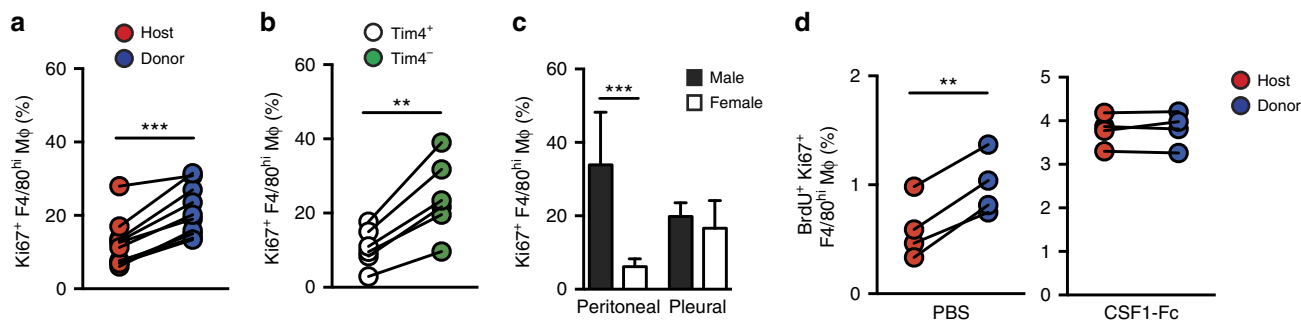 a
Host
Donor
Ki67⁺ F4/80ʰⁱ Mϕ (%)
60
40
20
0
***
b
Tim4⁺
Tim4⁻
Ki67⁺ F4/80ʰⁱ Mϕ (%)
60
40
20
0
**
c
Male
Female
Ki67⁺ F4/80ʰⁱ Mϕ (%)
60
40
20
0
***
Peritoneal Pleural
d
BrdU⁺ Ki67⁺
F4/80ʰⁱ Mϕ (%)
2
1
0
**
PBS
5
4
3
2
1
0
CSF1-Fc
Host
Donor